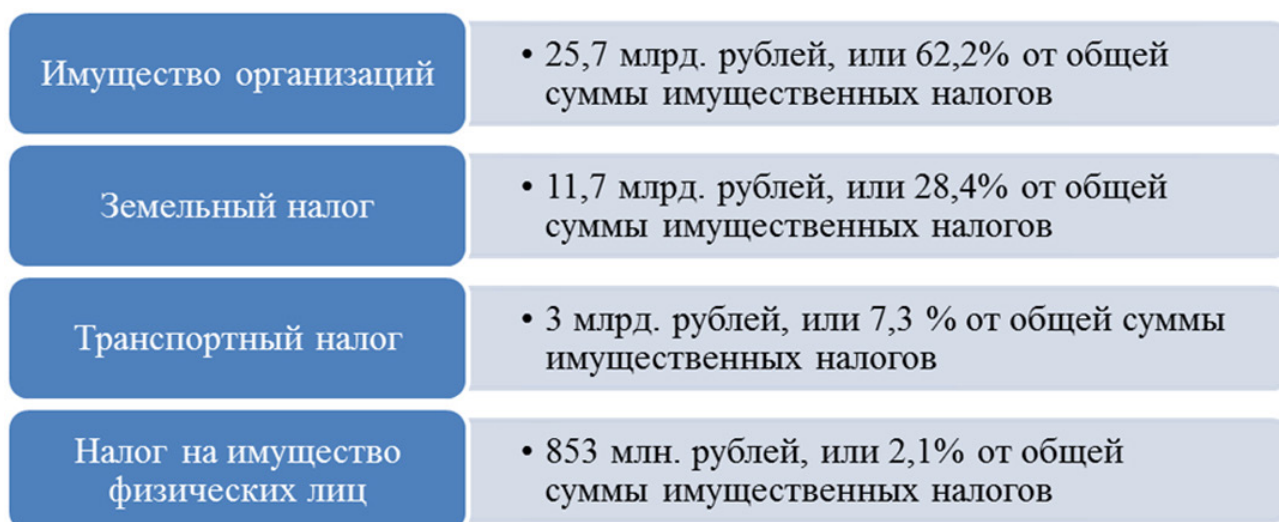 Имущество организаций
• 25,7 млрд. рублей, или 62,2% от общей
суммы имущественных налогов
Земельный налог
• 11,7 млрд. рублей, или 28,4% от общей
суммы имущественных налогов
Транспортный налог
• 3 млрд. рублей, или 7,3 % от общей суммы
имущественных налогов
Налог на имущество
физических лиц
• 853 млн. рублей, или 2,1% от общей
суммы имущественных налогов